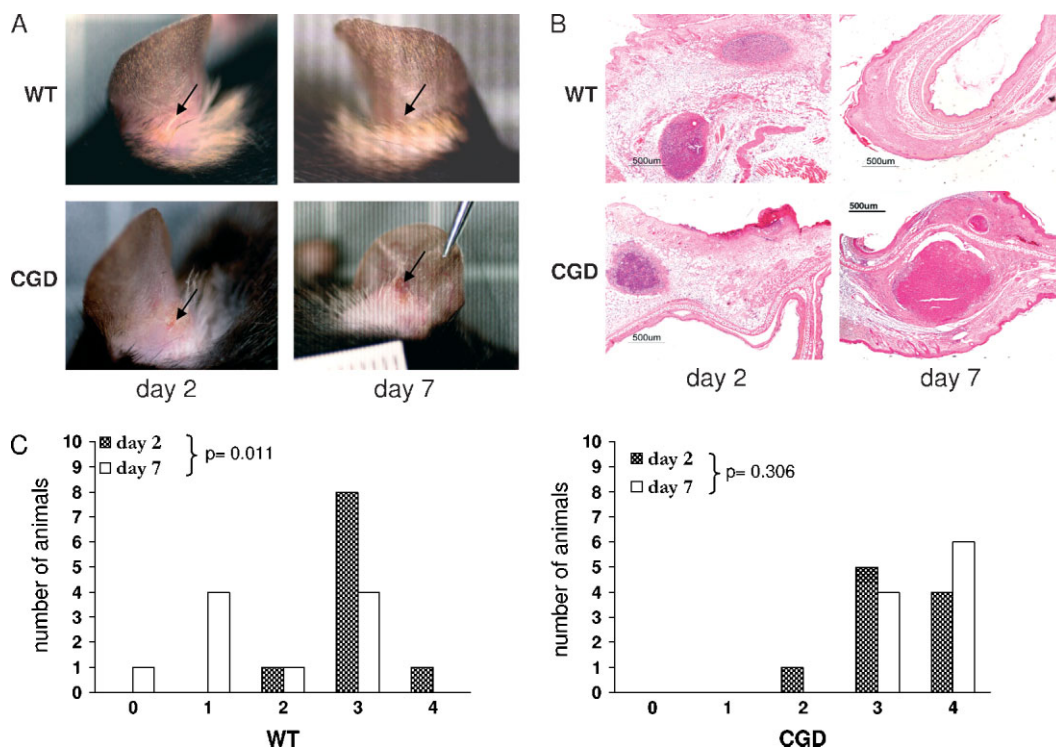 A
WT
CGD
day 2
day 7
B
WT
500um
500um
CGD
500um
500um
day 2
day 7
C
10
9
8
7
6
5
4
3
2
1
0
number of animals
day 2
day 7
p= 0.011
0 1 2 3 4
WT
10
9
8
7
6
5
4
3
2
1
0
number of animals
day 2
day 7
p= 0.306
0 1 2 3 4
CGD